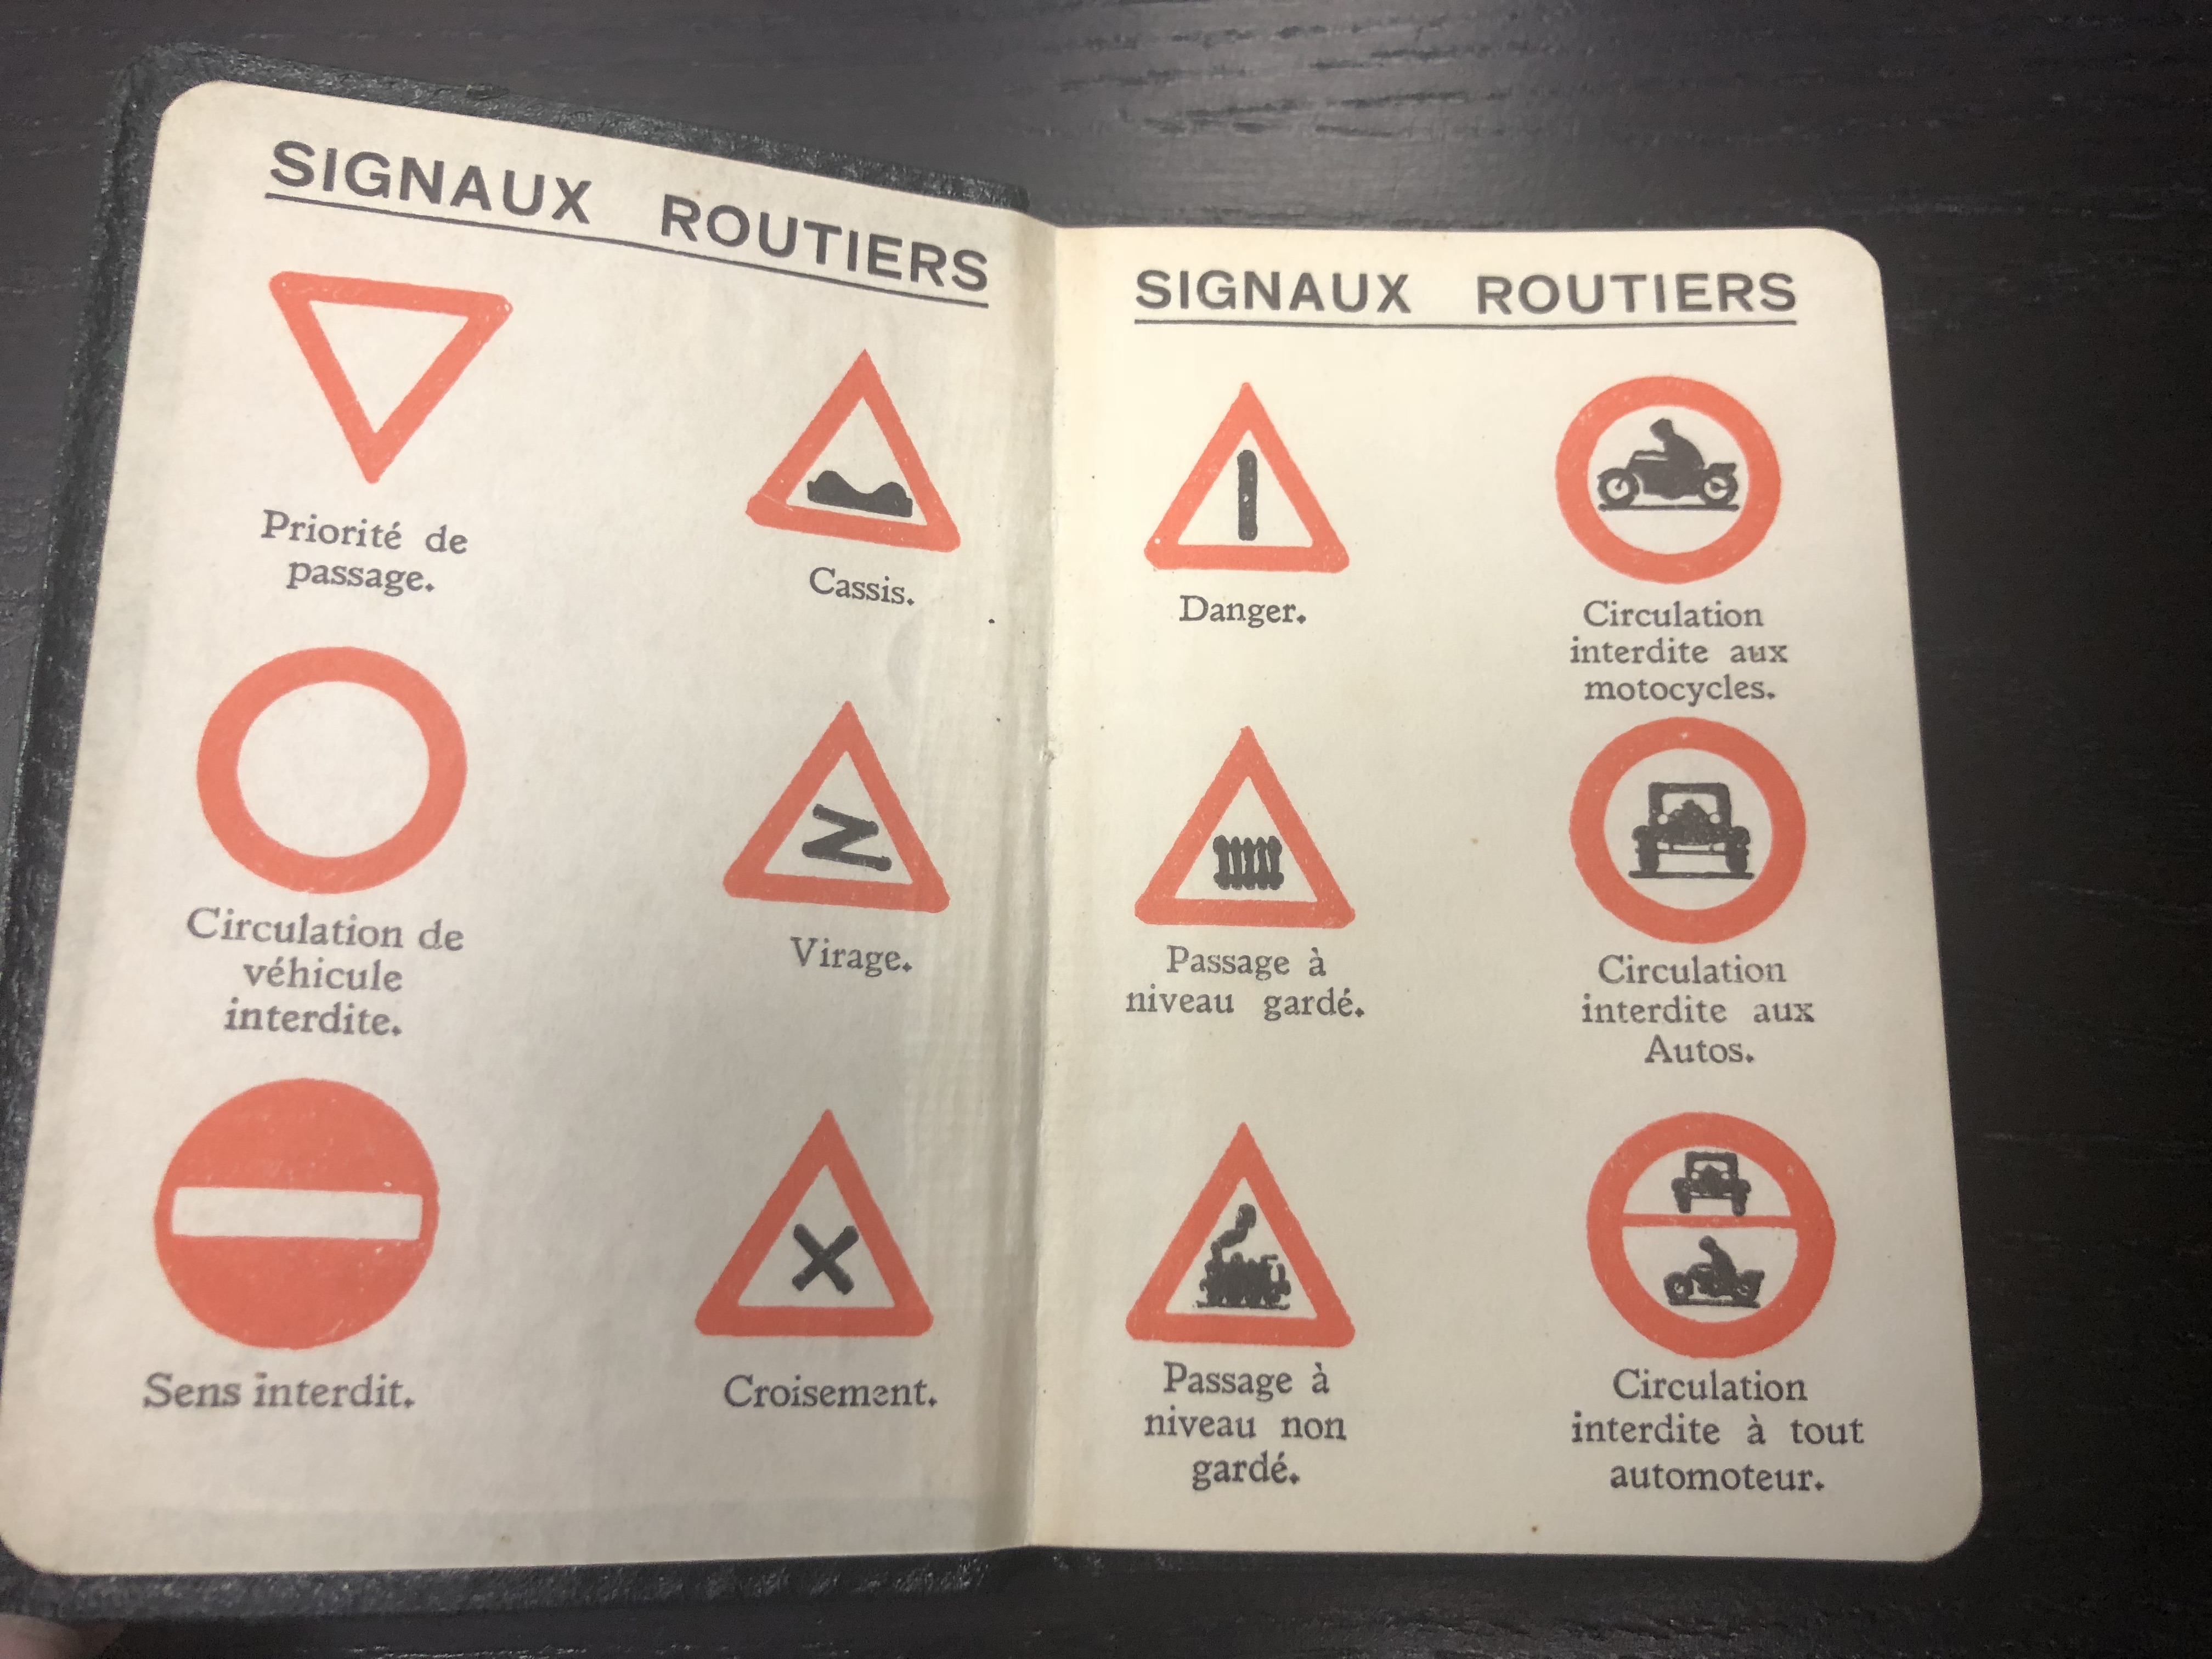 SIGNAUX ROUTIERS
Priorité de
passage.
Cassis.
Circulation de
véhicule
interdite.
Virage.
Sens interdit.
Croisement.
SIGNAUX ROUTIERS
Danger.
Circulation
interdite aux
motocycles.
Passage à
niveau gardé.
Circulation
interdite aux
Autos.
Passage à
niveau non
gardé.
Circulation
interdite à tout
automoteur.